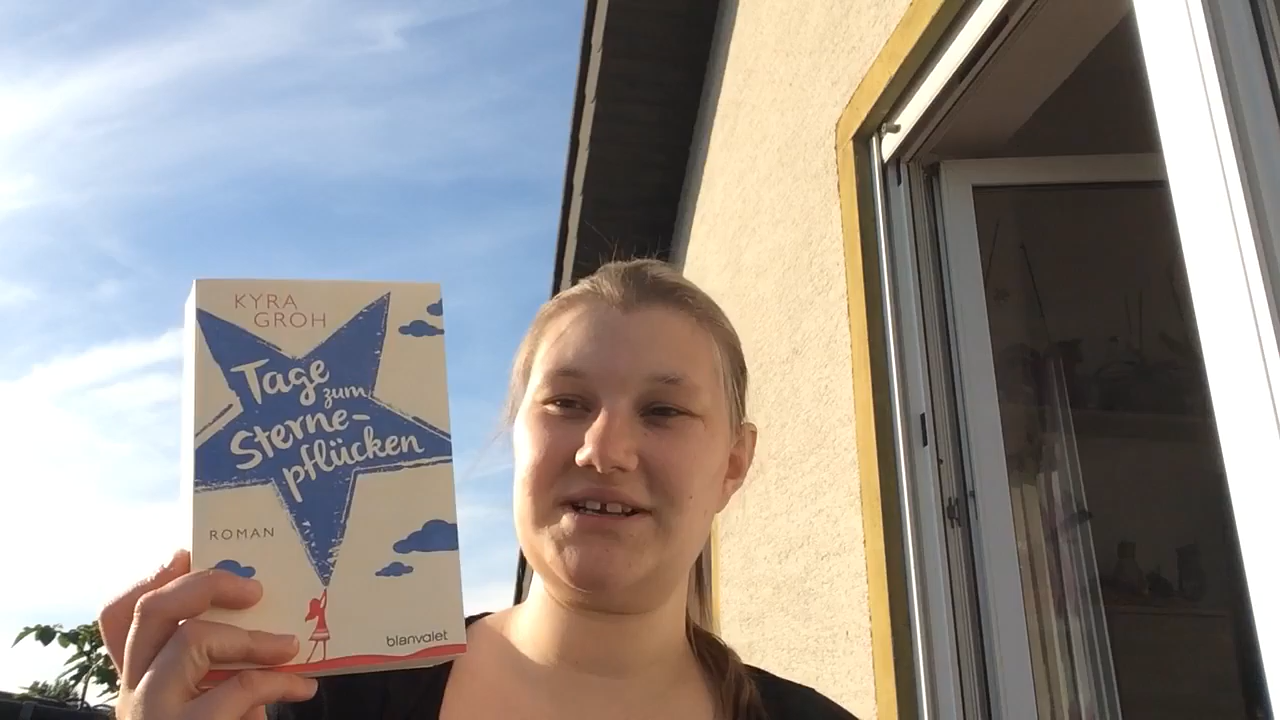 KYRA
GROH
Tage
zum
Sterne-
pflücken
ROMAN
blanvalet